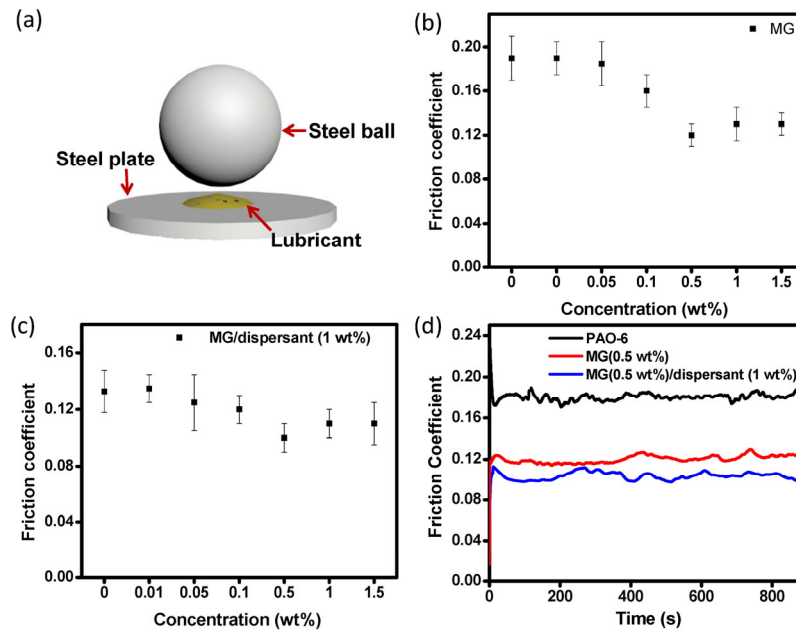 (a)
Steel ball
Steel plate
Lubricant
(b)
MG
0.20
0.16
0.12
0.08
0.04
0.00
0 0 0.05 0.1 0.5 1 1.5
Friction coefficient
Concentration (wt%)
(c)
MG/dispersant (1 wt%)
0.16
0.12
0.08
0.04
0.00
0 0.01 0.05 0.1 0.5 1 1.5
Friction coefficient
Concentration (wt%)
(d)
PAO-6
MG(0.5 wt%)
MG(0.5 wt%)/dispersant (1 wt%)
0.24
0.20
0.16
0.12
0.08
0.04
0.00
0 200 400 600 800
Friction Coefficient
Time (s)